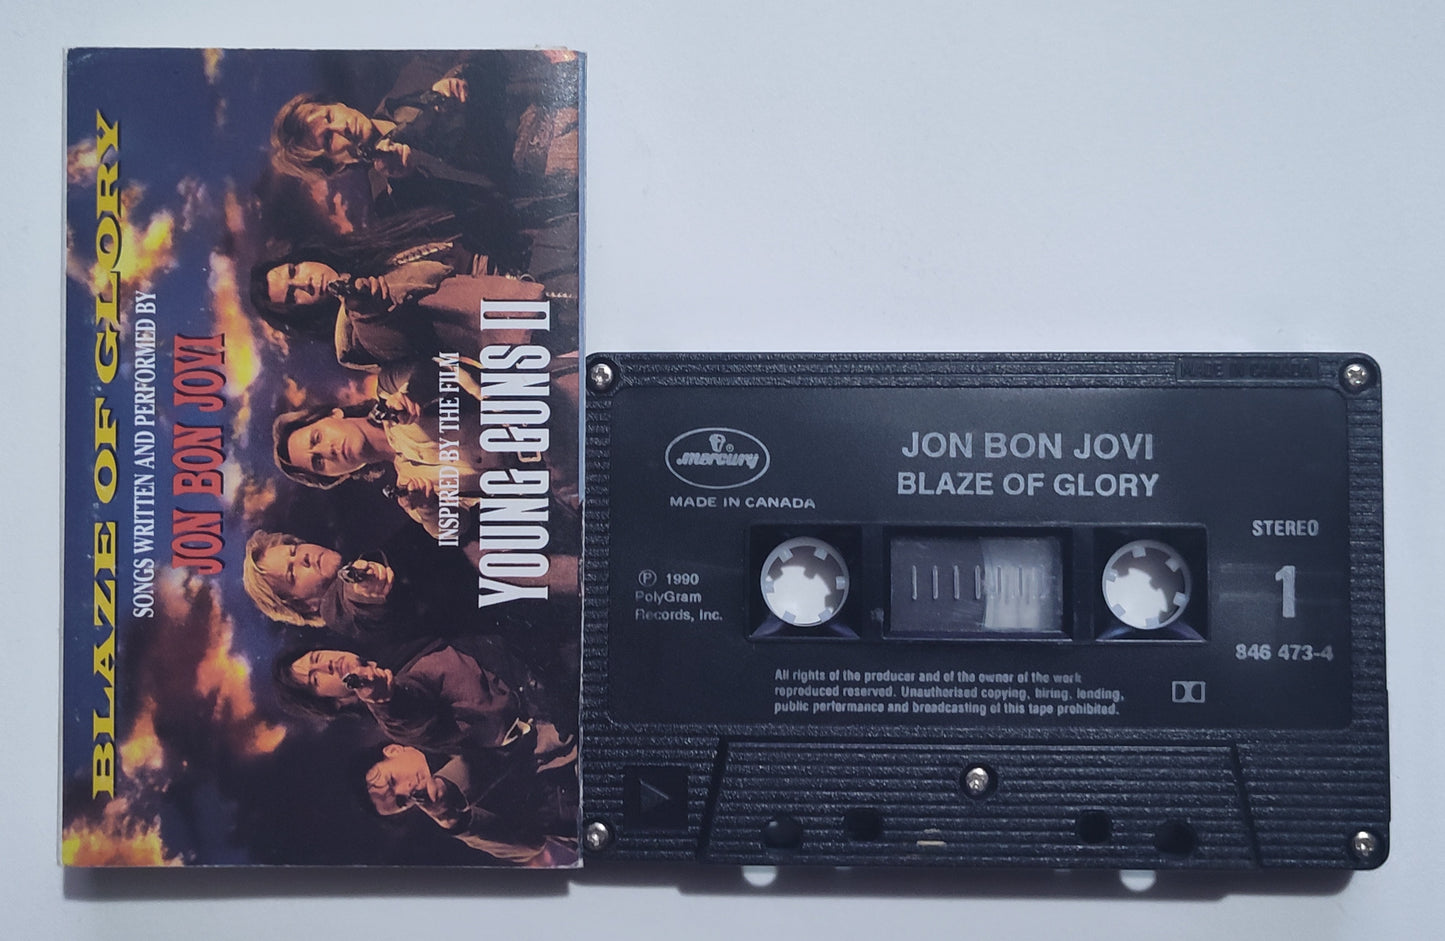 BLAZE OF GLORY
SONGS WRITTEN AND PERFORMED BY
JON BON JOVI
INSPIRED BY THE FILM
YOUNG GUNS II
MADE IN CANADA
mercury ®
MADE IN CANADA
JON BON JOVI
BLAZE OF GLORY
STEREO
1
846 473-4
Ⓟ 1990
PolyGram
Records, Inc.
All rights of the producer and of the owner of the work
reproduced reserved. Unauthorised copying, hiring, lending,
public performance and broadcasting of this tape prohibited.